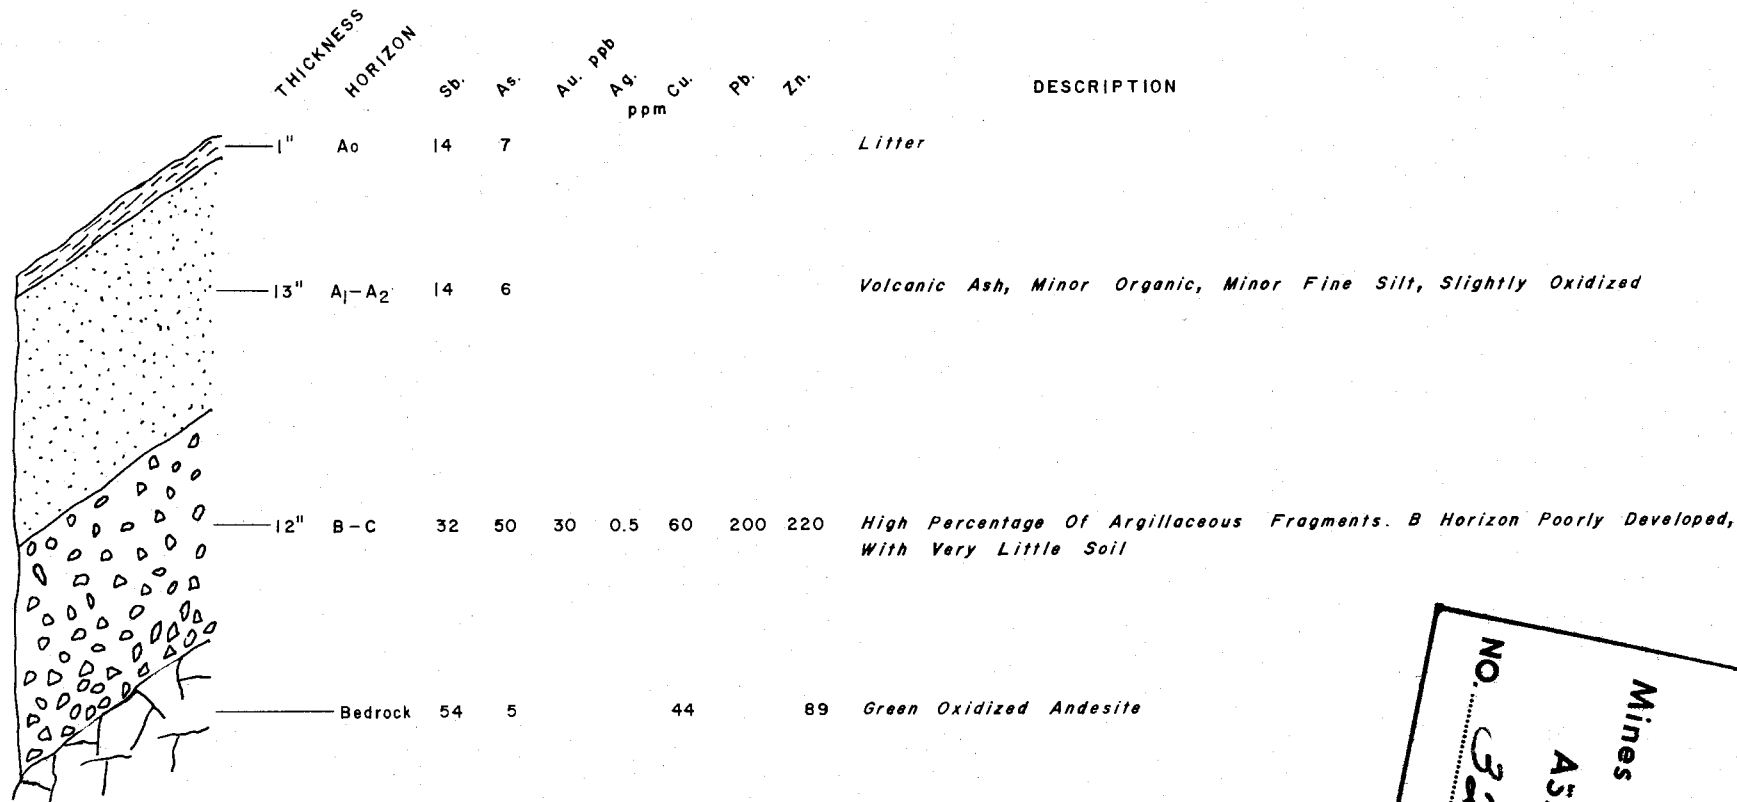 THICKNESS HORIZON Sb. As. Au. ppb Ag. Cu. Pb. Zn. DESCRIPTION
ppm
1" Ao 14 7 Litter
13" A1-A2 14 6 Volcanic Ash, Minor Organic, Minor Fine Silt, Slightly Oxidized
12" B-C 32 50 30 0.5 60 200 220 High Percentage Of Argillaceous Fragments. B Horizon Poorly Developed,
With Very Little Soil
Bedrock 54 5 44 89 Green Oxidized Andesite
Mines
NO.